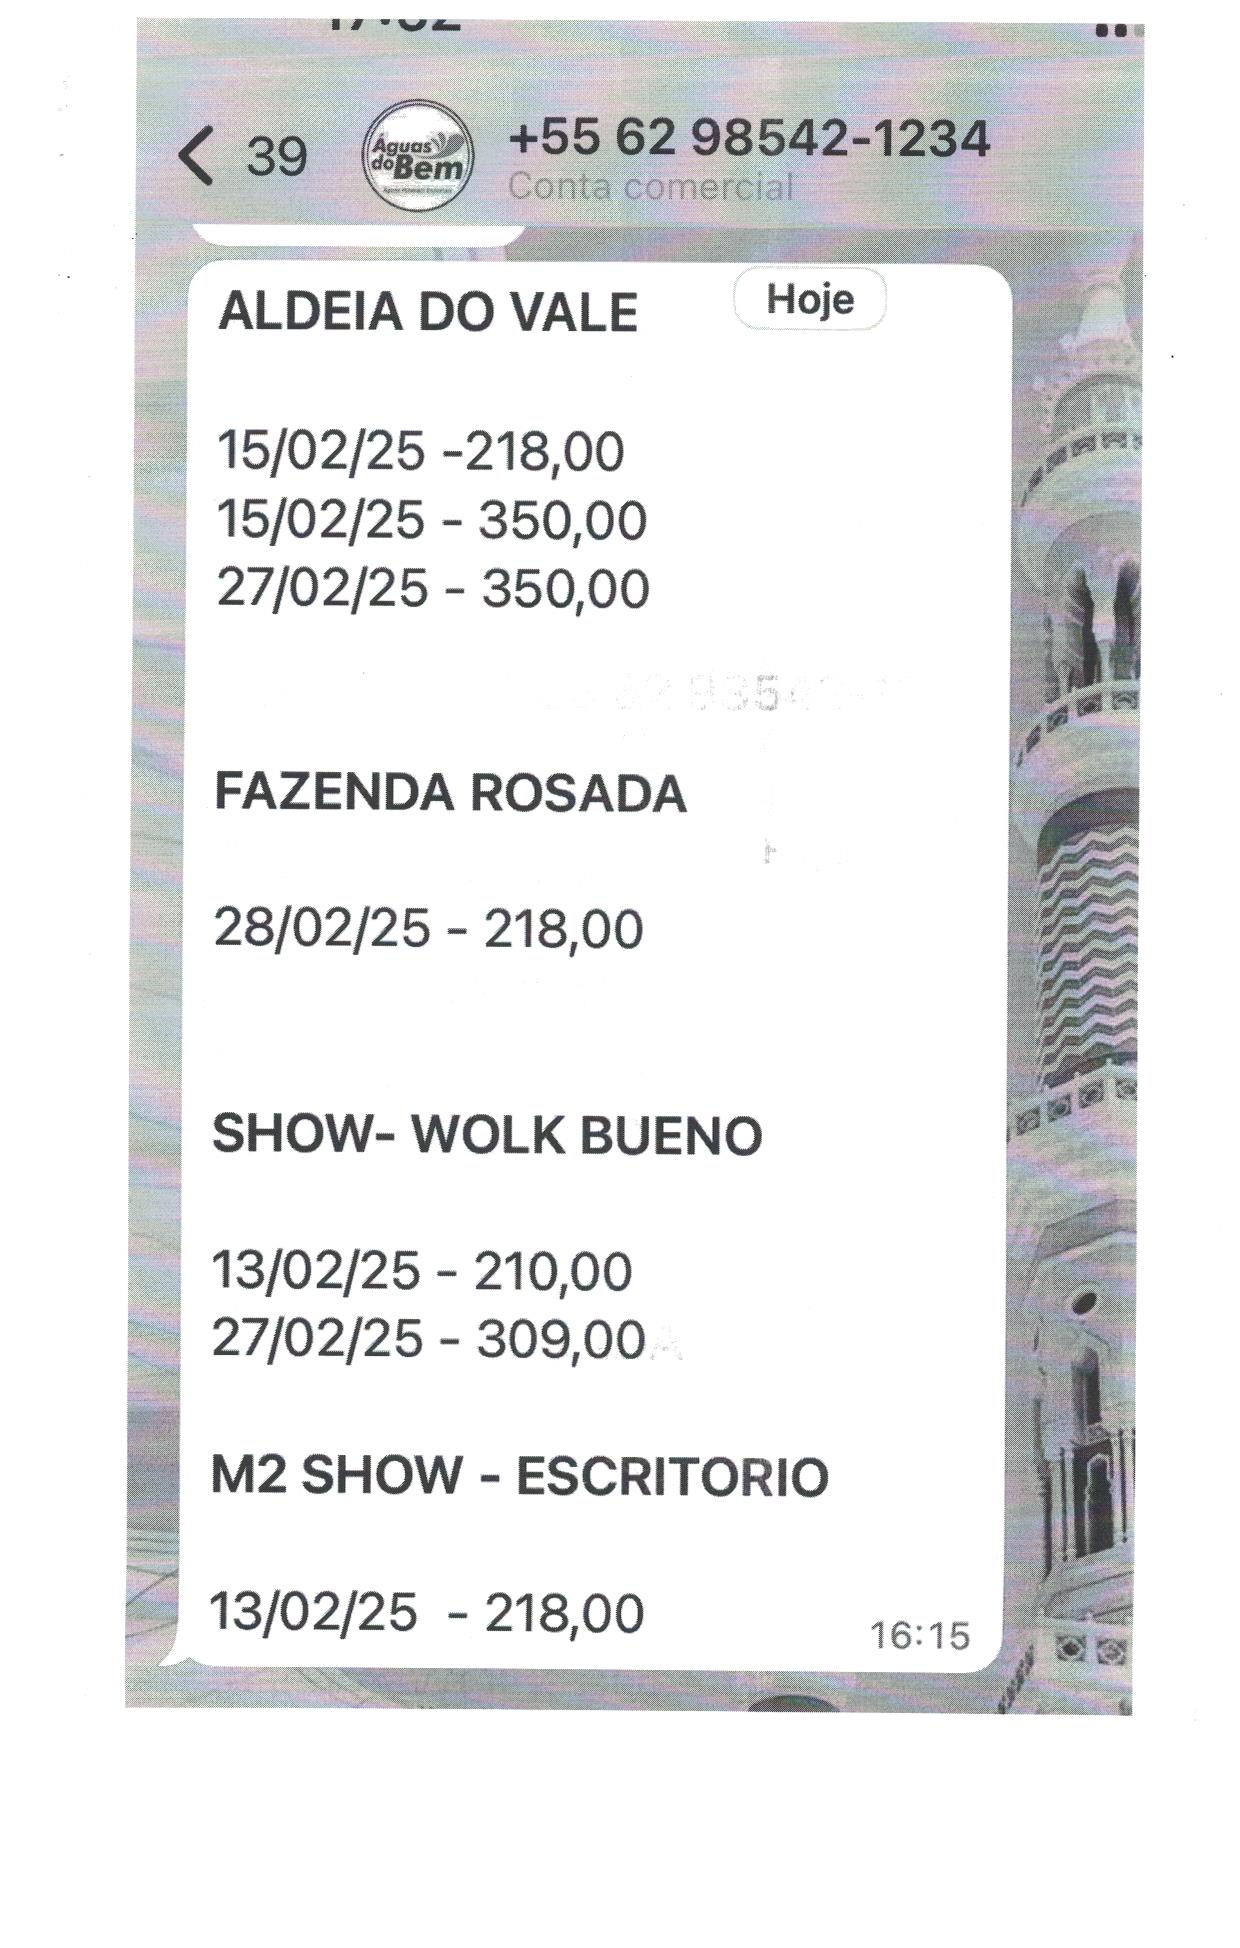 39
Águas
do Bem
+55 62 98542-1234
Conta comercial
Hoje
ALDEIA DO VALE
15/02/25 -218,00
15/02/25 - 350,00
27/02/25 - 350,00
FAZENDA ROSADA
28/02/25 - 218,00
SHOW- WOLK BUENO
13/02/25 - 210,00
27/02/25 - 309,00
M2 SHOW - ESCRITORIO
13/02/25 - 218,00
16:15